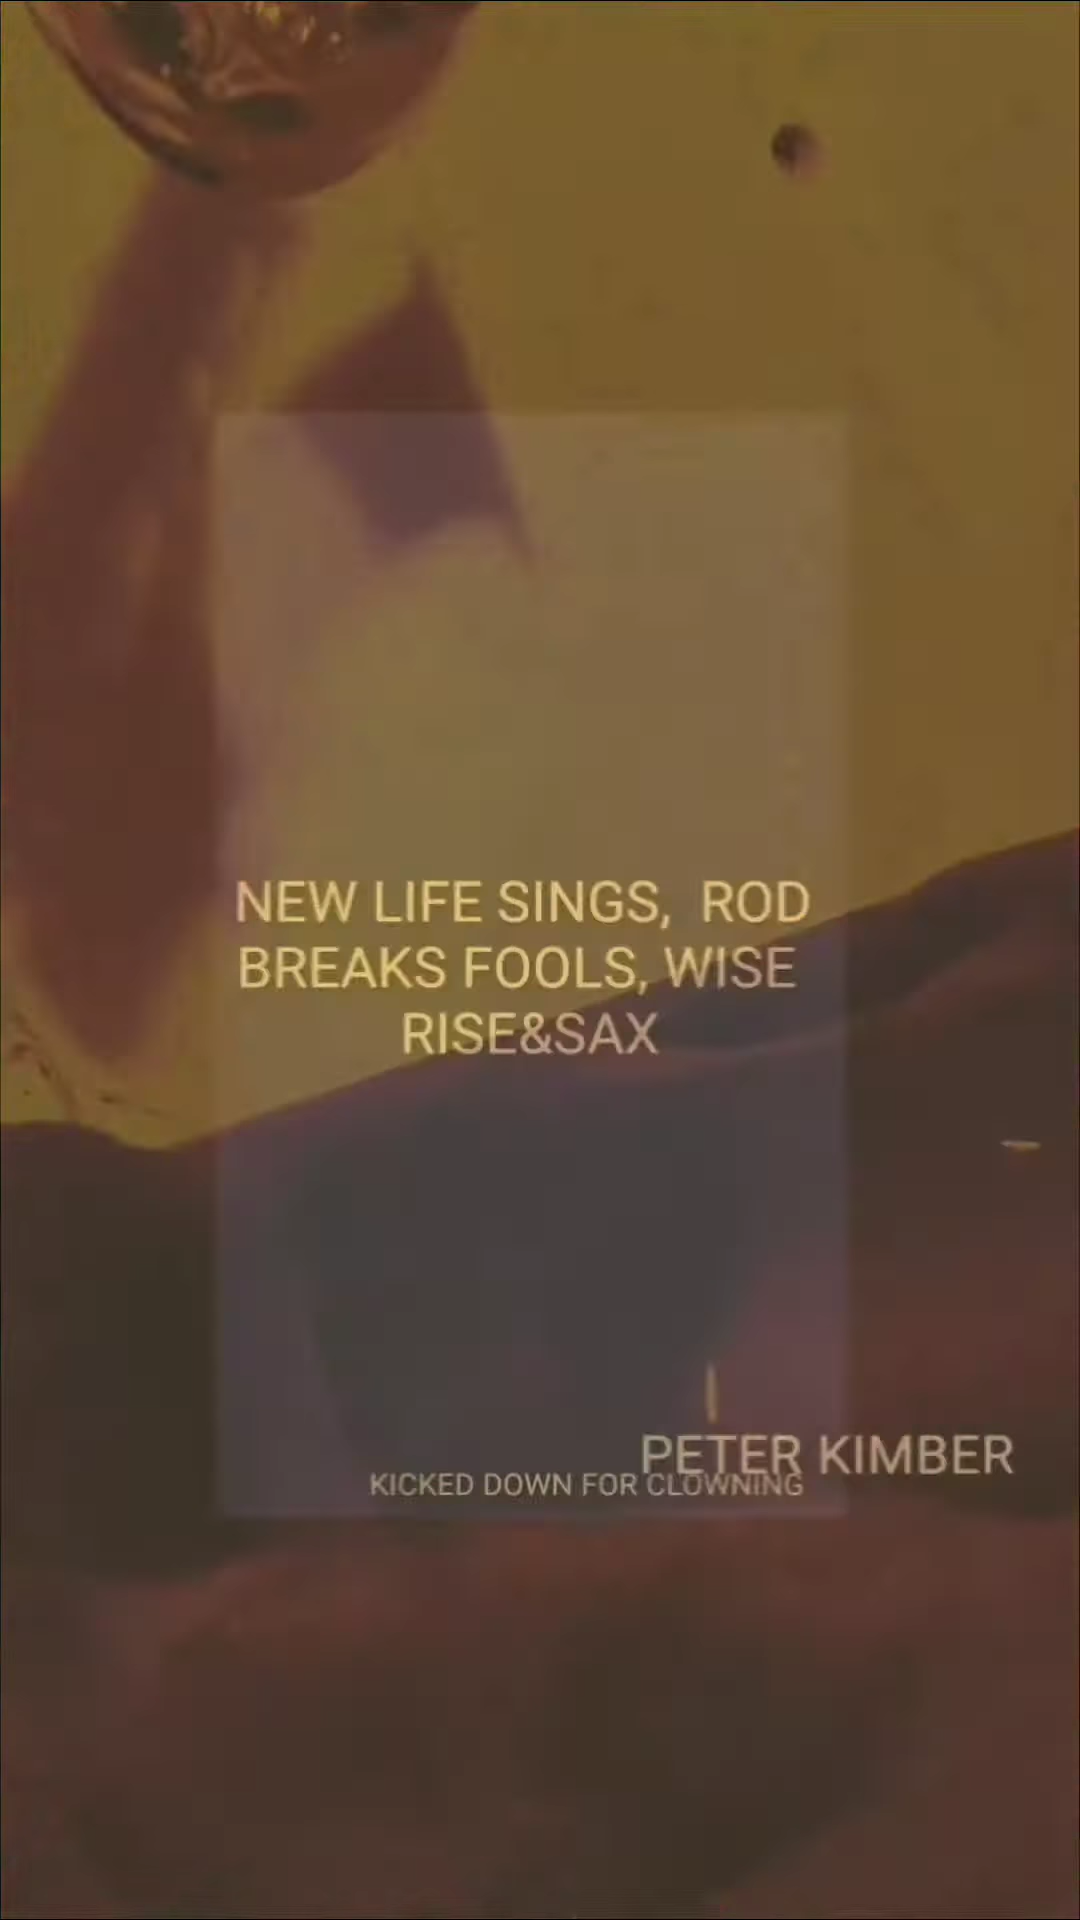 NEW LIFE SINGS,  ROD
BREAKS FOOLS, WISE
RISE&SAX
PETER KIMBER
KICKED DOWN FOR CLOWNING